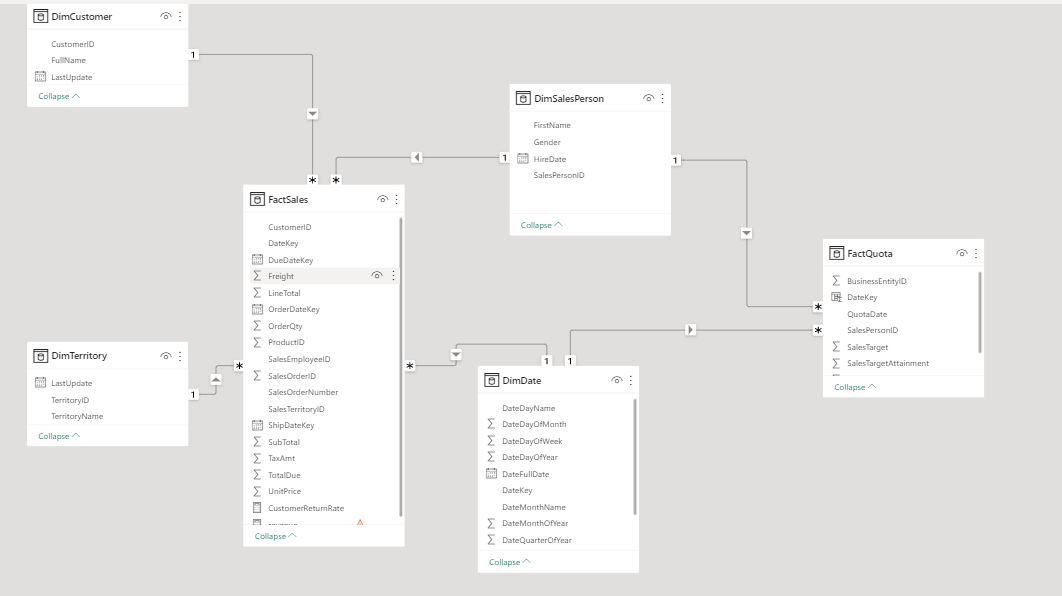 DimCustomer
CustomerID
FullName
LastUpdate
Collapse
1
DimSalesPerson
FirstName
Gender
HireDate
SalesPersonID
Collapse
1
1
*
*
FactSales
CustomerID
DateKey
DueDateKey
Freight
LineTotal
OrderDateKey
OrderQty
ProductID
SalesEmployeeID
SalesOrderID
SalesOrderNumber
SalesTerritoryID
ShipDateKey
SubTotal
TaxAmt
TotalDue
UnitPrice
CustomerReturnRate
Collapse
*
*
FactQuota
BusinessEntityID
DateKey
QuotaDate
SalesPersonID
SalesTarget
SalesTargetAttainment
Collapse
*
*
DimTerritory
LastUpdate
TerritoryID
TerritoryName
Collapse
1
1
1
DimDate
DateDayName
DateDayOfMonth
DateDayOfWeek
DateDayOfYear
DateFullDate
DateKey
DateMonthName
DateMonthOfYear
DateQuarterOfYear
Collapse